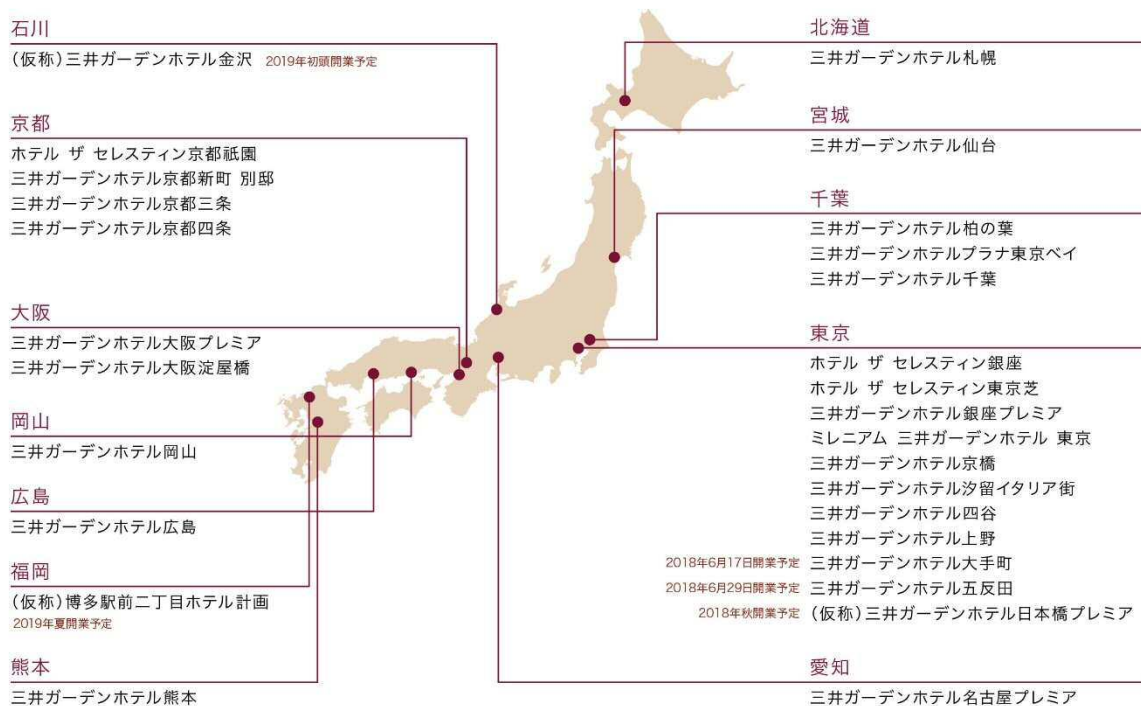 石川
(仮称)三井ガーデンホテル金沢 2019年初頭開業予定
京都
ホテル ザ セレスティン京都祇園
三井ガーデンホテル京都新町 別邸
三井ガーデンホテル京都三条
三井ガーデンホテル京都四条
大阪
三井ガーデンホテル大阪プレミア
三井ガーデンホテル大阪淀屋橋
岡山
三井ガーデンホテル岡山
広島
三井ガーデンホテル広島
福岡
(仮称)博多駅前二丁目ホテル計画
2019年夏開業予定
熊本
三井ガーデンホテル熊本
北海道
三井ガーデンホテル札幌
宮城
三井ガーデンホテル仙台
千葉
三井ガーデンホテル柏の葉
三井ガーデンホテルプラナ東京ベイ
三井ガーデンホテル千葉
東京
ホテル ザ セレスティン銀座
ホテル ザ セレスティン東京芝
三井ガーデンホテル銀座プレミア
ミレニアム 三井ガーデンホテル 東京
三井ガーデンホテル京橋
三井ガーデンホテル汐留イタリア街
三井ガーデンホテル四谷
三井ガーデンホテル上野
2018年6月17日開業予定 三井ガーデンホテル大手町
2018年6月29日開業予定 三井ガーデンホテル五反田
2018年秋開業予定 (仮称)三井ガーデンホテル日本橋プレミア
愛知
三井ガーデンホテル名古屋プレミア